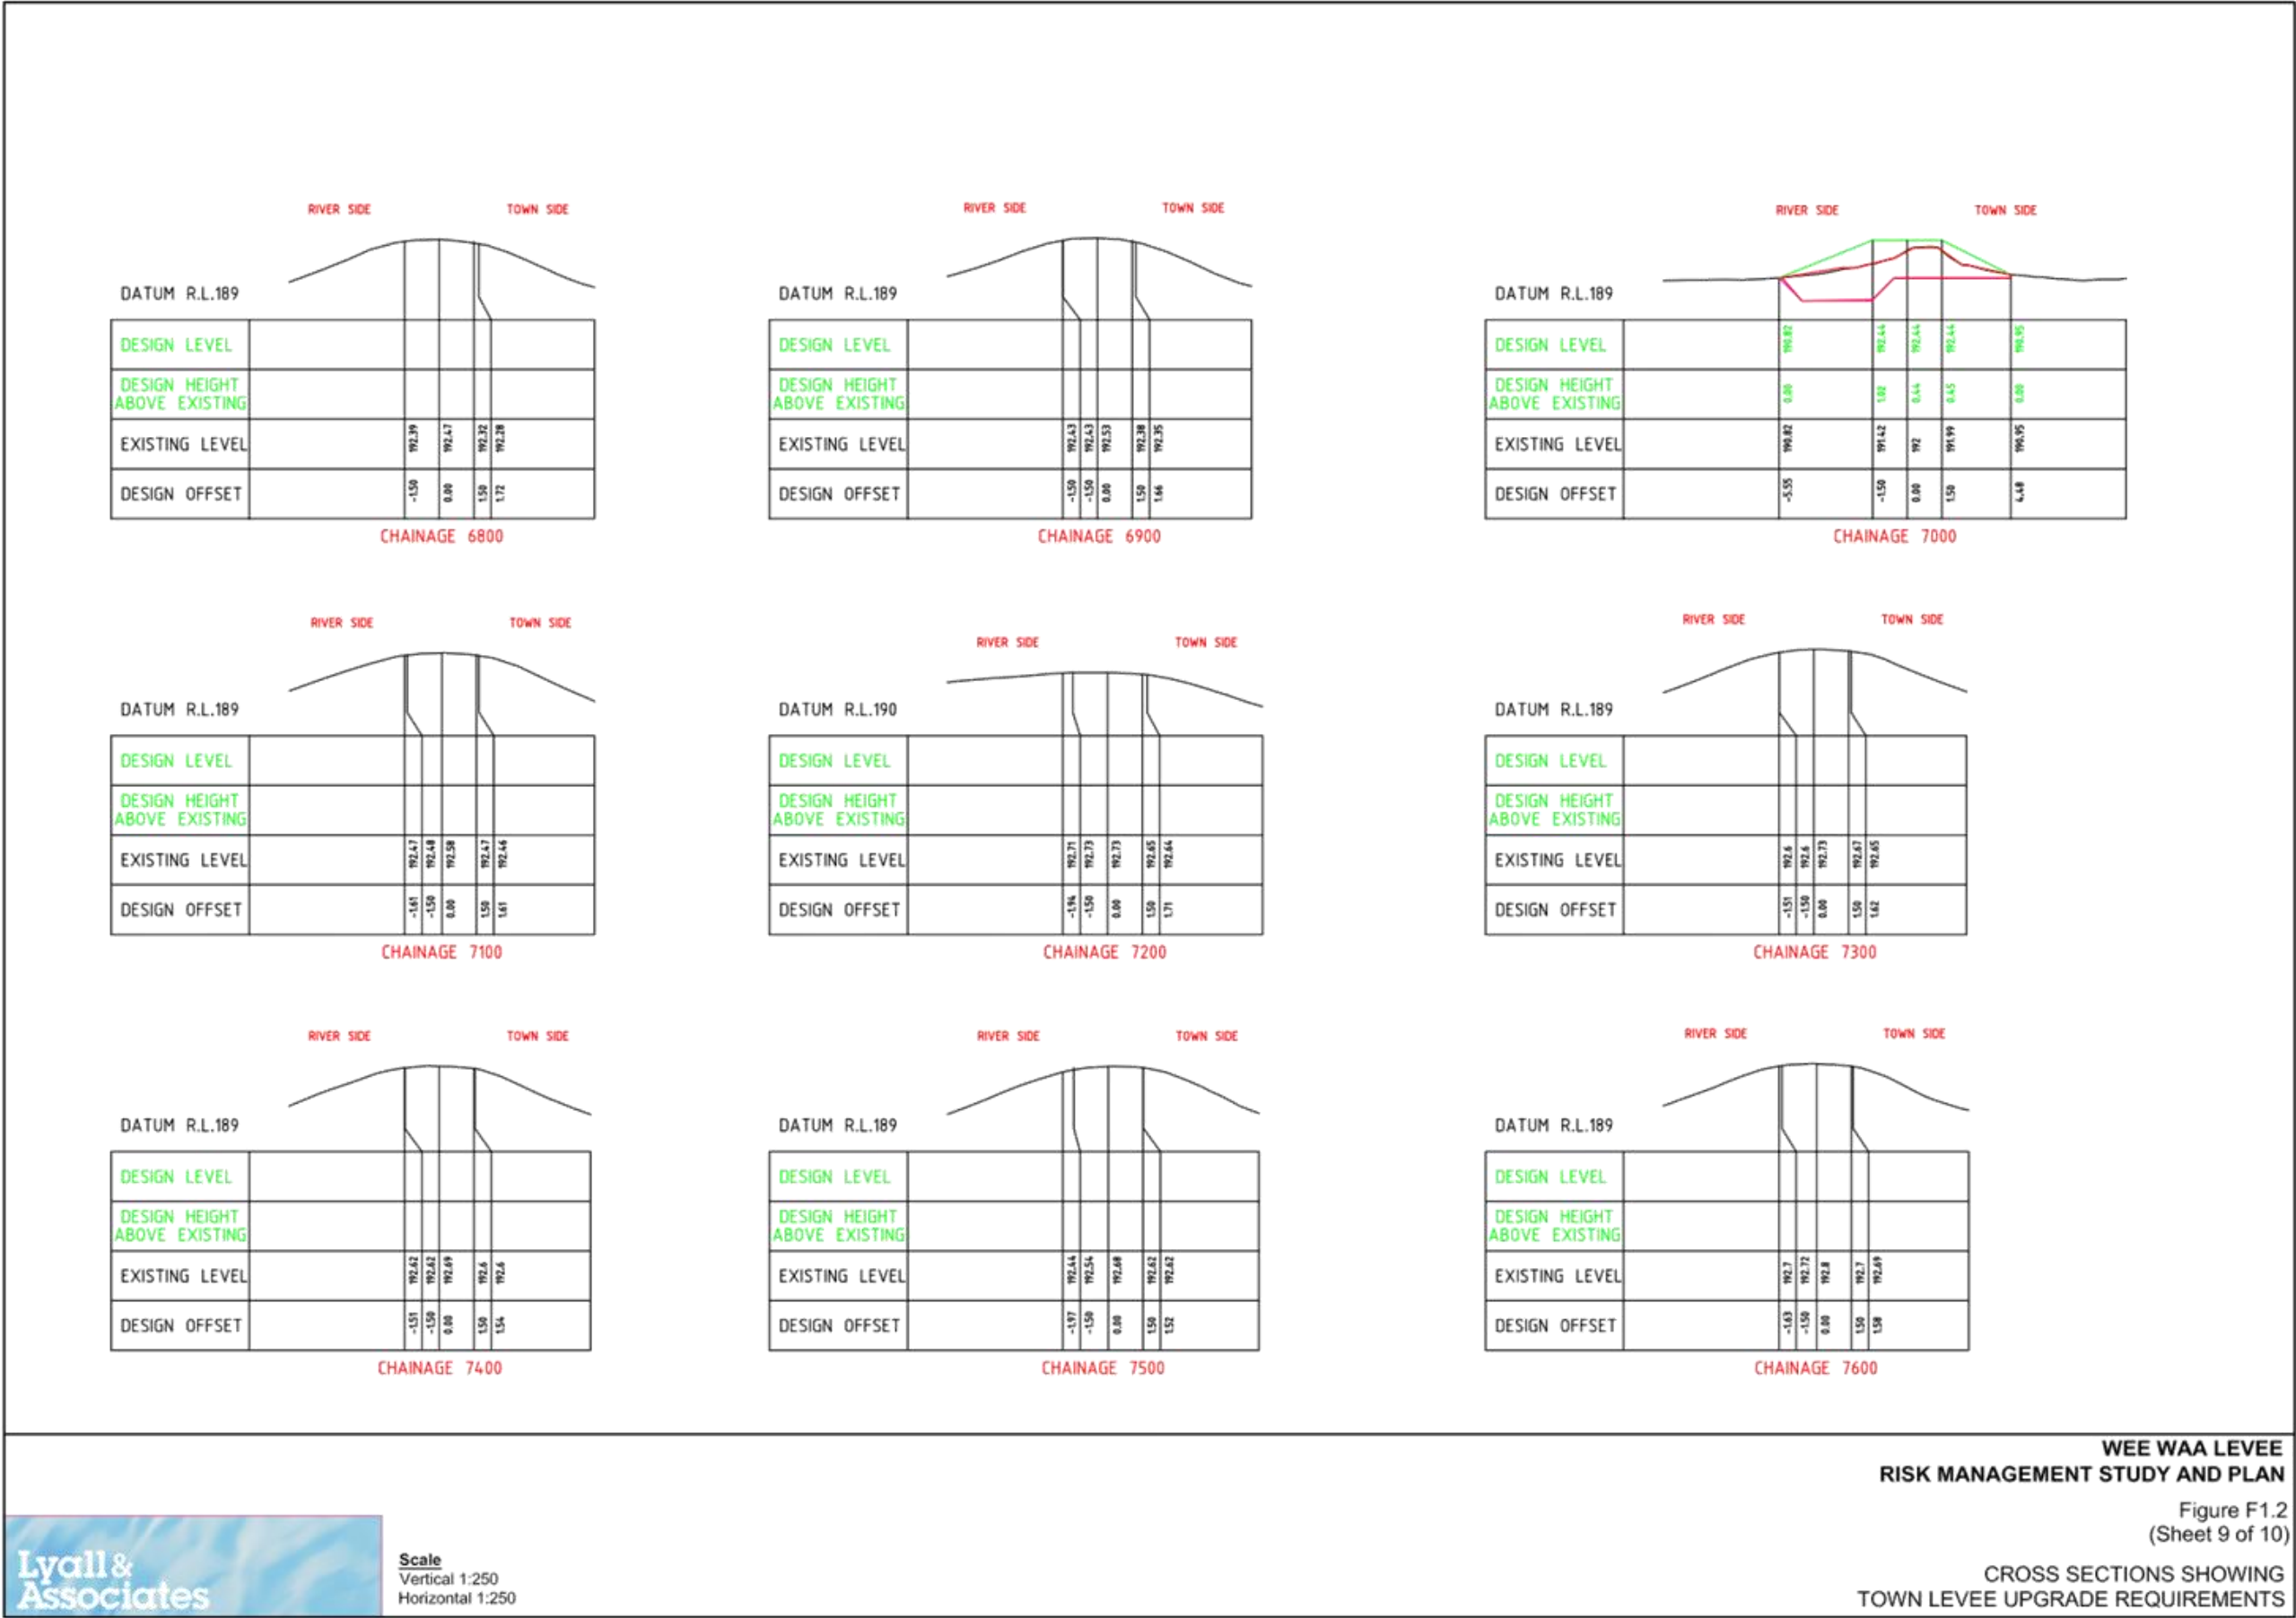 RIVER SIDE TOWN SIDE
DATUM R.L.189
DESIGN LEVEL
DESIGN HEIGHT
ABOVE EXISTING
EXISTING LEVEL 192.39 192.47 192.32 192.28
DESIGN OFFSET -1.50 0.00 1.50 1.72
CHAINAGE 6800
RIVER SIDE TOWN SIDE
DATUM R.L.189
DESIGN LEVEL
DESIGN HEIGHT
ABOVE EXISTING
EXISTING LEVEL 192.43 192.43 192.53 192.38 192.35
DESIGN OFFSET -1.50 -1.50 0.00 1.50 1.66
CHAINAGE 6900
RIVER SIDE TOWN SIDE
DATUM R.L.189
DESIGN LEVEL 190.82 192.44 192.44 192.44 190.95
DESIGN HEIGHT
ABOVE EXISTING 0.00 1.02 0.44 0.45 0.00
EXISTING LEVEL 190.82 191.42 192 191.99 190.95
DESIGN OFFSET -5.55 -1.50 0.00 1.50 4.48
CHAINAGE 7000
RIVER SIDE TOWN SIDE
DATUM R.L.189
DESIGN LEVEL
DESIGN HEIGHT
ABOVE EXISTING
EXISTING LEVEL 192.47 192.48 192.58 192.47 192.46
DESIGN OFFSET -1.61 -1.50 0.00 1.50 1.61
CHAINAGE 7100
RIVER SIDE TOWN SIDE
DATUM R.L.190
DESIGN LEVEL
DESIGN HEIGHT
ABOVE EXISTING
EXISTING LEVEL 192.71 192.73 192.73 192.65 192.64
DESIGN OFFSET -1.94 -1.50 0.00 1.50 1.71
CHAINAGE 7200
RIVER SIDE TOWN SIDE
DATUM R.L.189
DESIGN LEVEL
DESIGN HEIGHT
ABOVE EXISTING
EXISTING LEVEL 192.6 192.6 192.73 192.67 192.65
DESIGN OFFSET -1.51 -1.50 0.00 1.50 1.62
CHAINAGE 7300
RIVER SIDE TOWN SIDE
DATUM R.L.189
DESIGN LEVEL
DESIGN HEIGHT
ABOVE EXISTING
EXISTING LEVEL 192.62 192.62 192.69 192.6 192.6
DESIGN OFFSET -1.51 -1.50 0.00 1.50 1.54
CHAINAGE 7400
RIVER SIDE TOWN SIDE
DATUM R.L.189
DESIGN LEVEL
DESIGN HEIGHT
ABOVE EXISTING
EXISTING LEVEL 192.44 192.54 192.68 192.62 192.62
DESIGN OFFSET -1.97 -1.50 0.00 1.50 1.52
CHAINAGE 7500
RIVER SIDE TOWN SIDE
DATUM R.L.189
DESIGN LEVEL
DESIGN HEIGHT
ABOVE EXISTING
EXISTING LEVEL 192.7 192.72 192.8 192.7 192.69
DESIGN OFFSET -1.63 -1.50 0.00 1.50 1.58
CHAINAGE 7600
WEE WAA LEVEE
RISK MANAGEMENT STUDY AND PLAN
Figure F1.2
(Sheet 9 of 10)
CROSS SECTIONS SHOWING
TOWN LEVEE UPGRADE REQUIREMENTS
Lyall &
Associates
Scale
Vertical 1:250
Horizontal 1:250